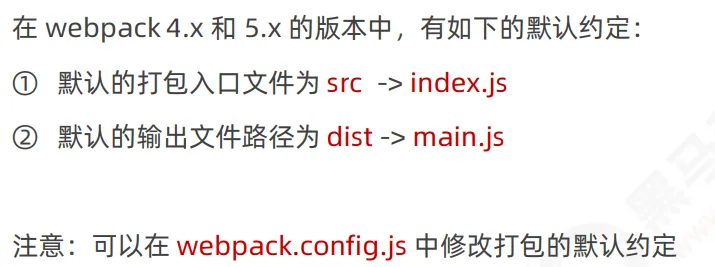 在 webpack 4.x 和 5.x 的版本中，有如下的默认约定：
① 默认的打包入口文件为 src -> index.js
② 默认的输出文件路径为 dist -> main.js
注意：可以在 webpack.config.js 中修改打包的默认约定
黑马